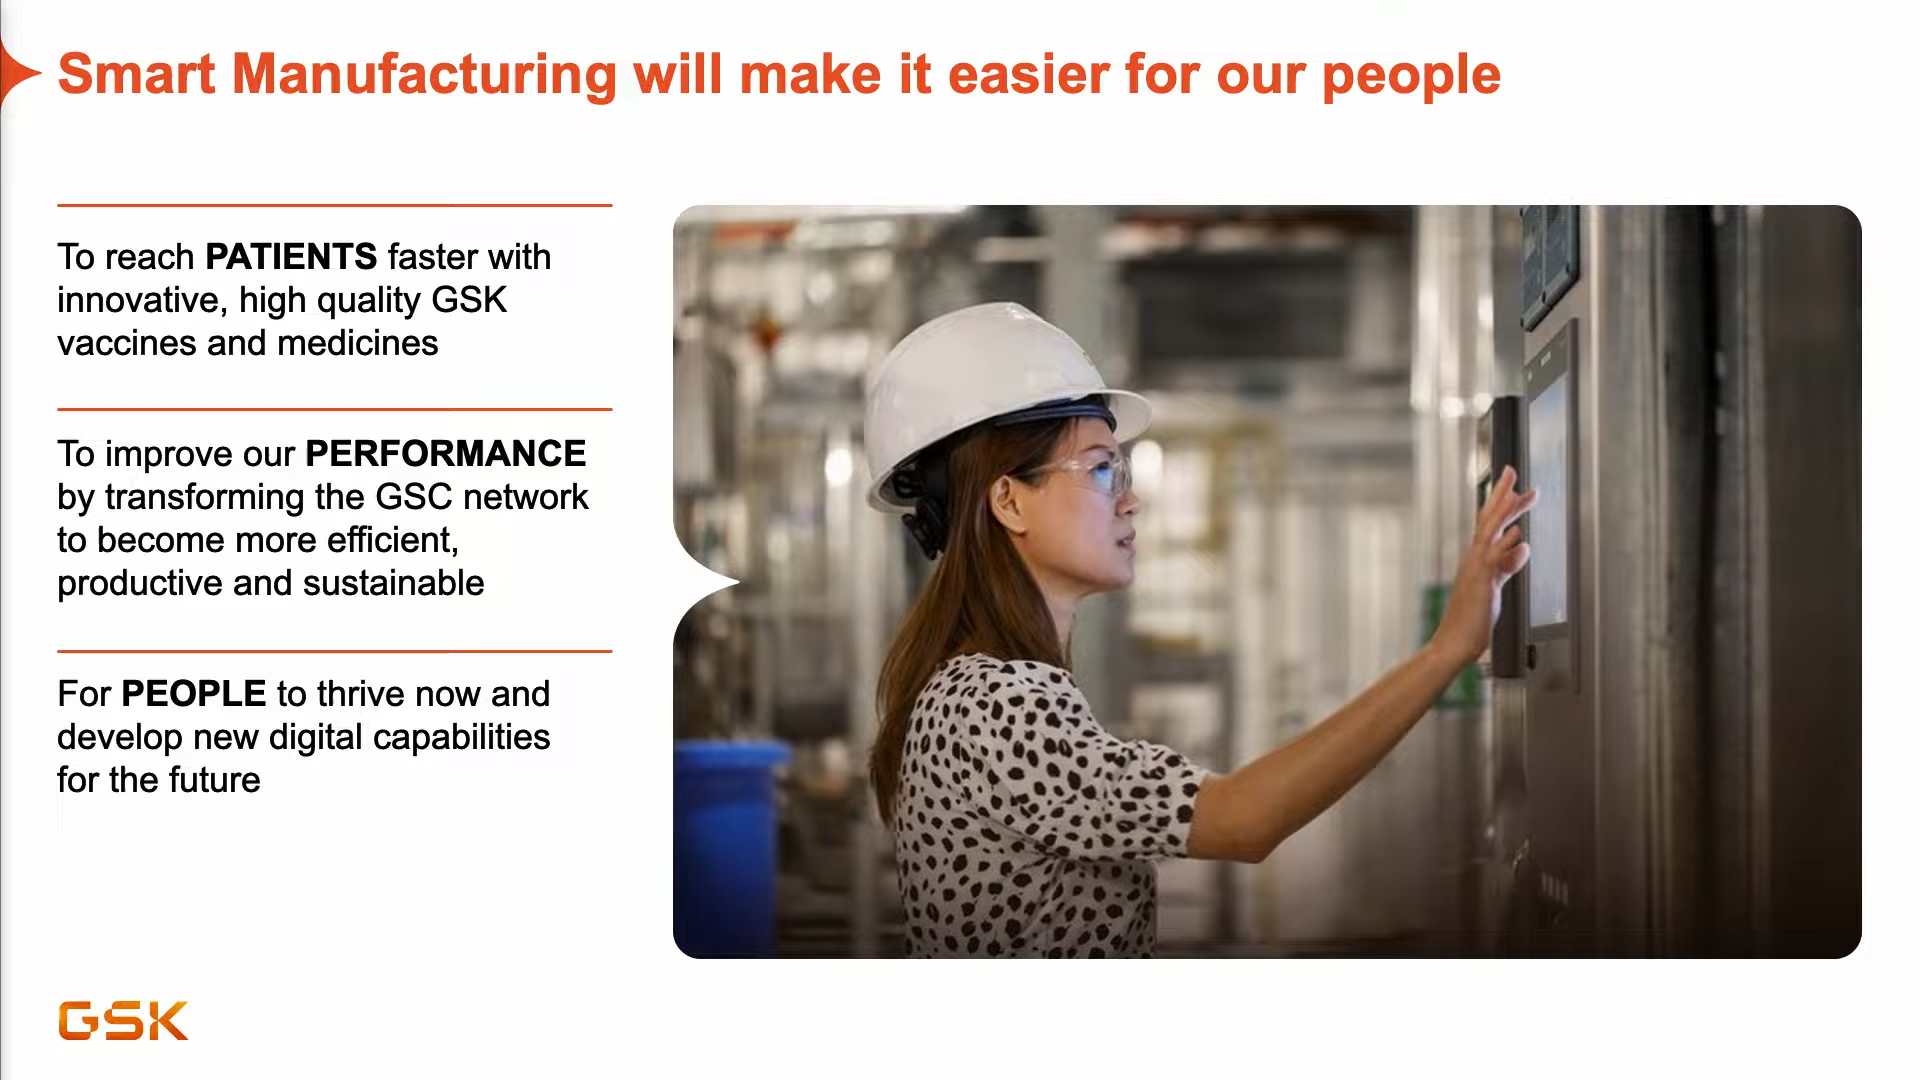 Smart Manufacturing will make it easier for our people
To reach PATIENTS faster with
innovative, high quality GSK
vaccines and medicines
To improve our PERFORMANCE
by transforming the GSC network
to become more efficient,
productive and sustainable
For PEOPLE to thrive now and
develop new digital capabilities
for the future
GSK